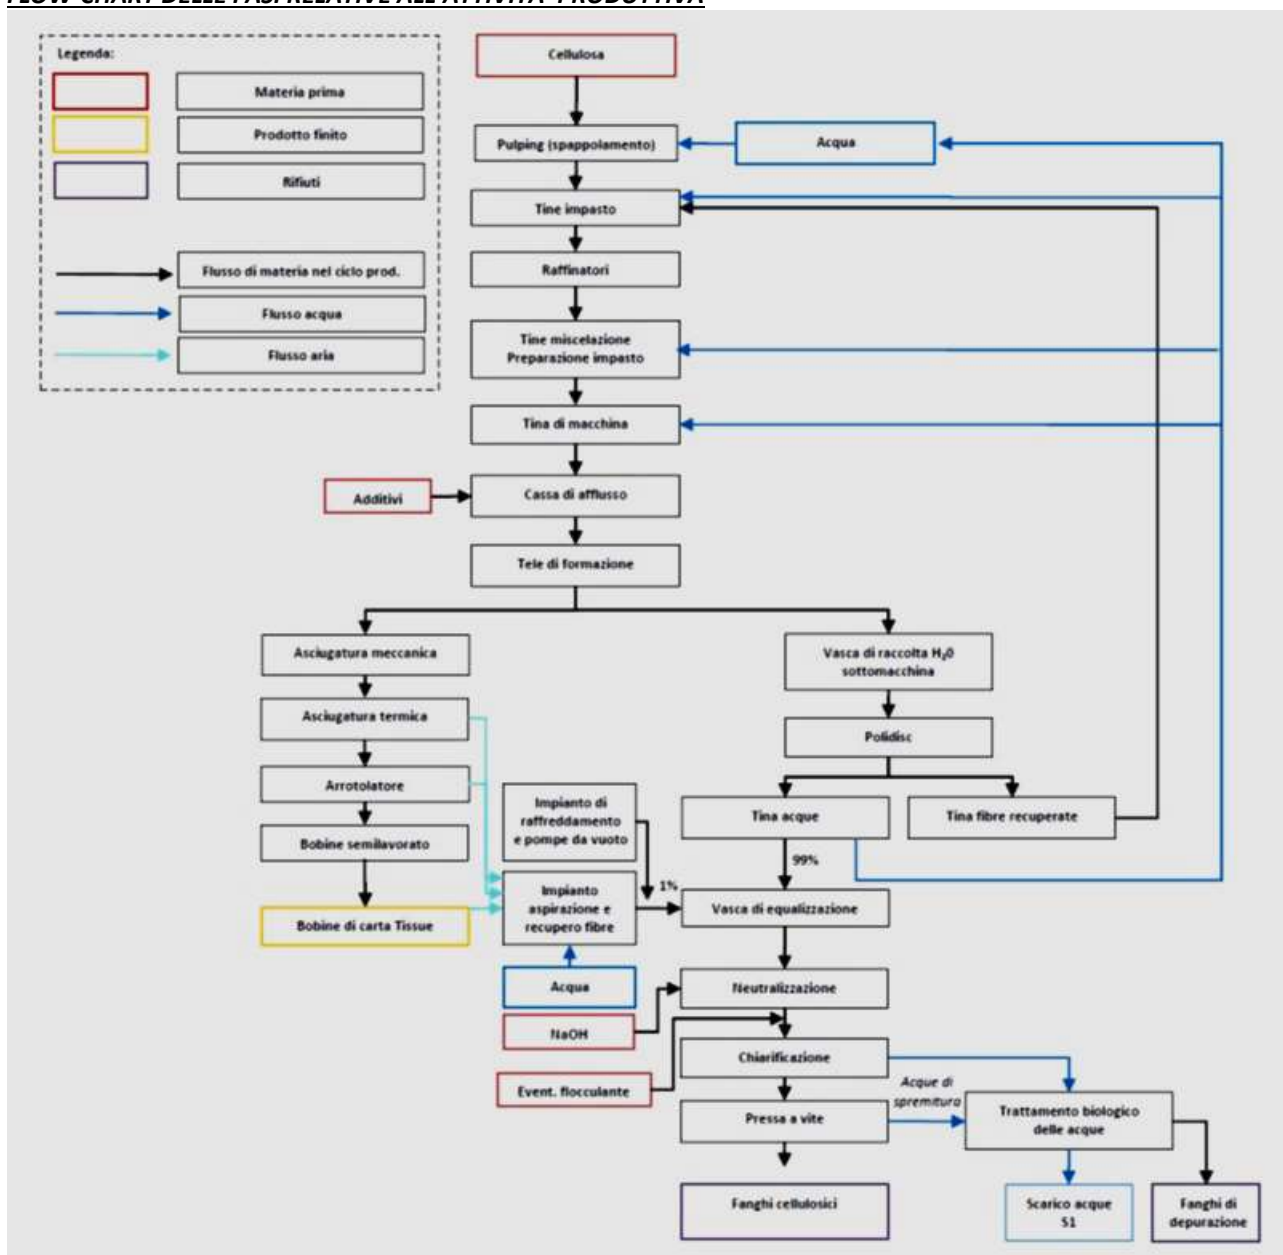 FLOW-CHART DELLE FASI RELATIVE ALL'ATTIVITA' PRODUTTIVA
Legenda:
Materia prima
Prodotto finito
Rifiuti
Flusso di materia nel ciclo prod.
Flusso acqua
Flusso aria
Cellulosa
Pulping (spappolamento)
Acqua
Tine impasto
Raffinatori
Tine miscelazione
Preparazione impasto
Tina di macchina
Additivi
Cassa di afflusso
Tele di formazione
Asciugatura meccanica
Vasca di raccolta H₂0
sottomacchina
Asciugatura termica
Polidisc
Arrotolatore
Impianto di
raffreddamento
e pompe da vuoto
Tina acque
Tina fibre recuperate
Bobine semilavorato
99%
1%
Impianto
aspirazione e
recupero fibre
Vasca di equalizzazione
Bobine di carta Tissue
Acqua
Neutralizzazione
NaOH
Chiarificazione
Event. flocculante
Acque di
spremitura
Pressa a vite
Trattamento biologico
delle acque
Fanghi cellulosici
Scarico acque
S1
Fanghi di
depurazione